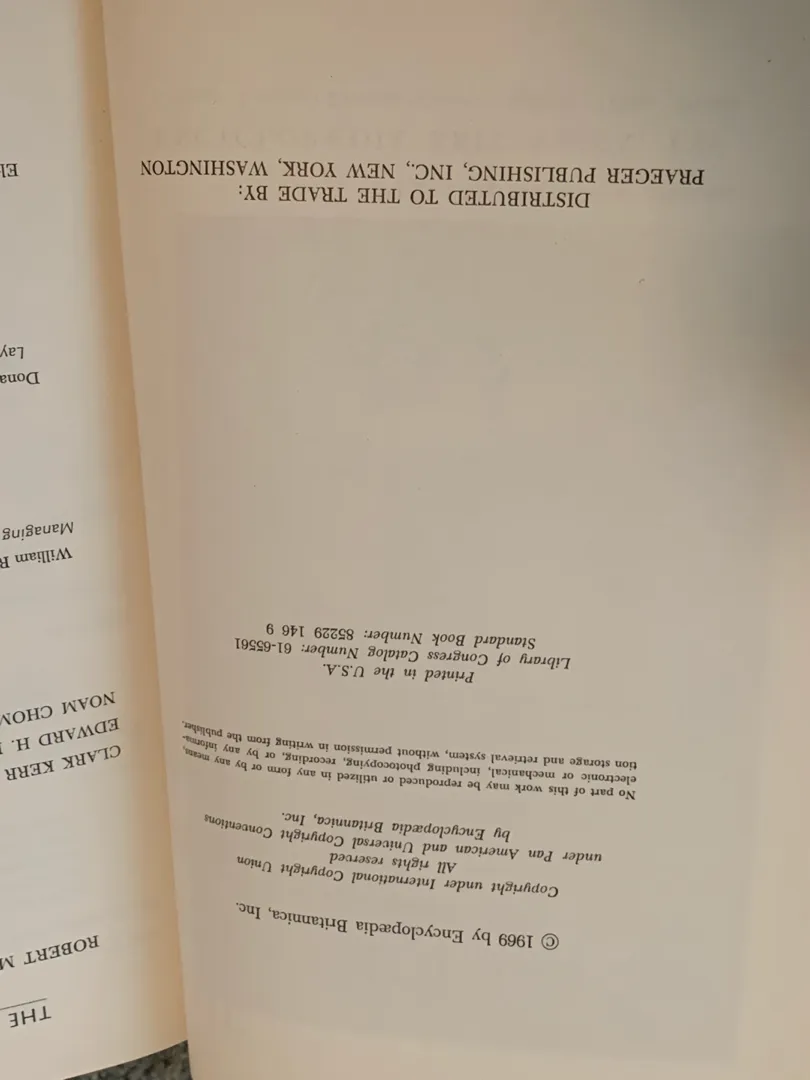 © 1969 by Encyclopædia Britannica, Inc.
Copyright under International Copyright Union
All rights reserved
under Pan American and Universal Copyright Conventions
by Encyclopædia Britannica, Inc.
No part of this work may be reproduced or utilized in any form or by any means,
electronic or mechanical, including photocopying, recording, or by any informa-
tion storage and retrieval system, without permission in writing from the publisher.
Printed in the U.S.A.
Library of Congress Catalog Number: 61-65561
Standard Book Number: 85229 146 9
DISTRIBUTED TO THE TRADE BY:
PRAEGER PUBLISHING, INC., NEW YORK, WASHINGTON
THE
ROBERT M
CLARK KERR
EDWARD H.
NOAM CHOM
William R
Managing
Dona
Lay
El